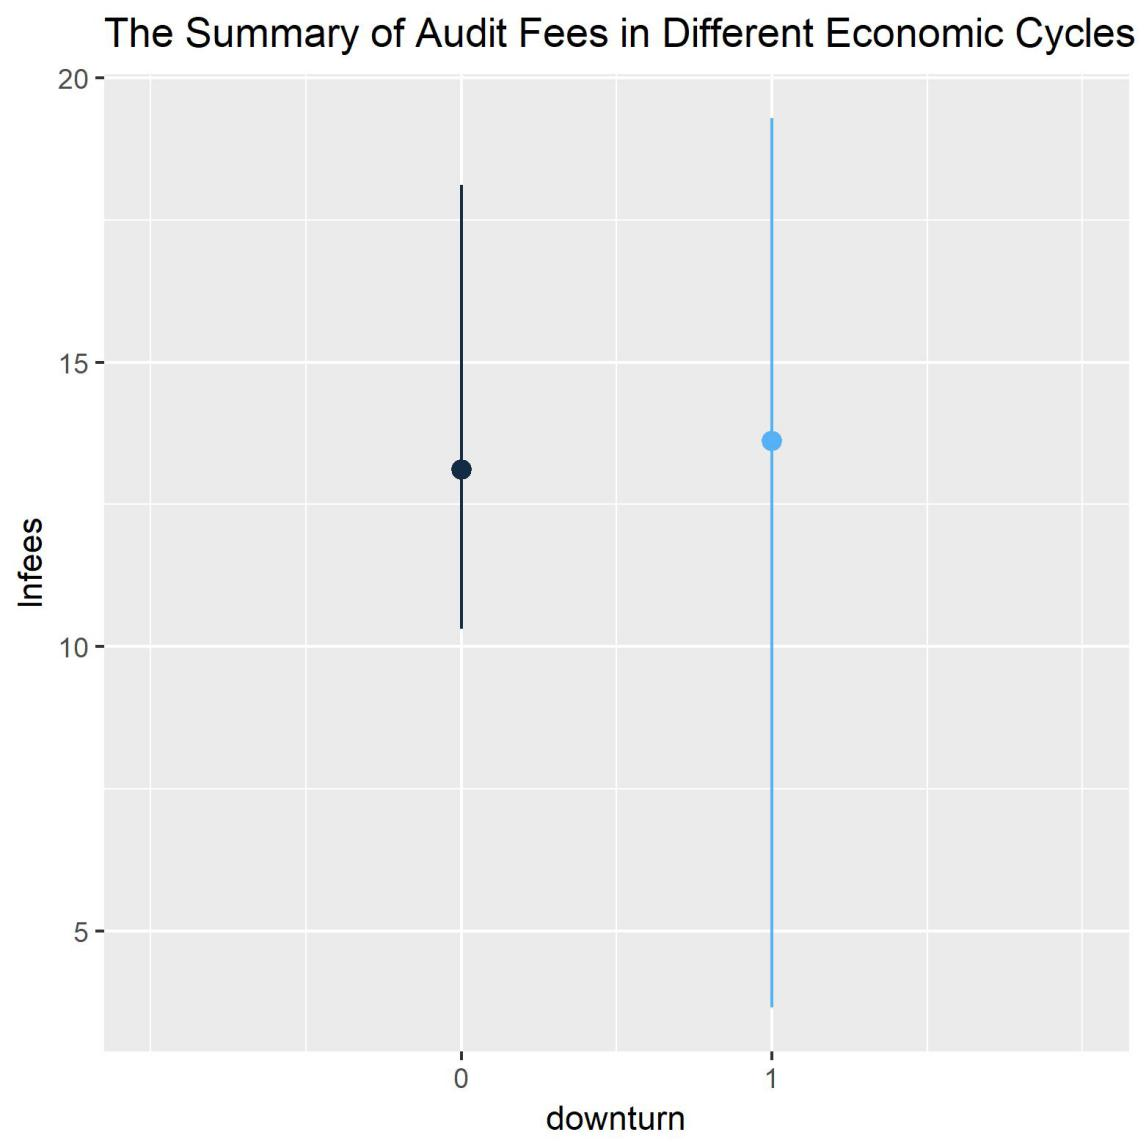 The Summary of Audit Fees in Different Economic Cycles
20
15
10
5
lnfees
0
1
downturn